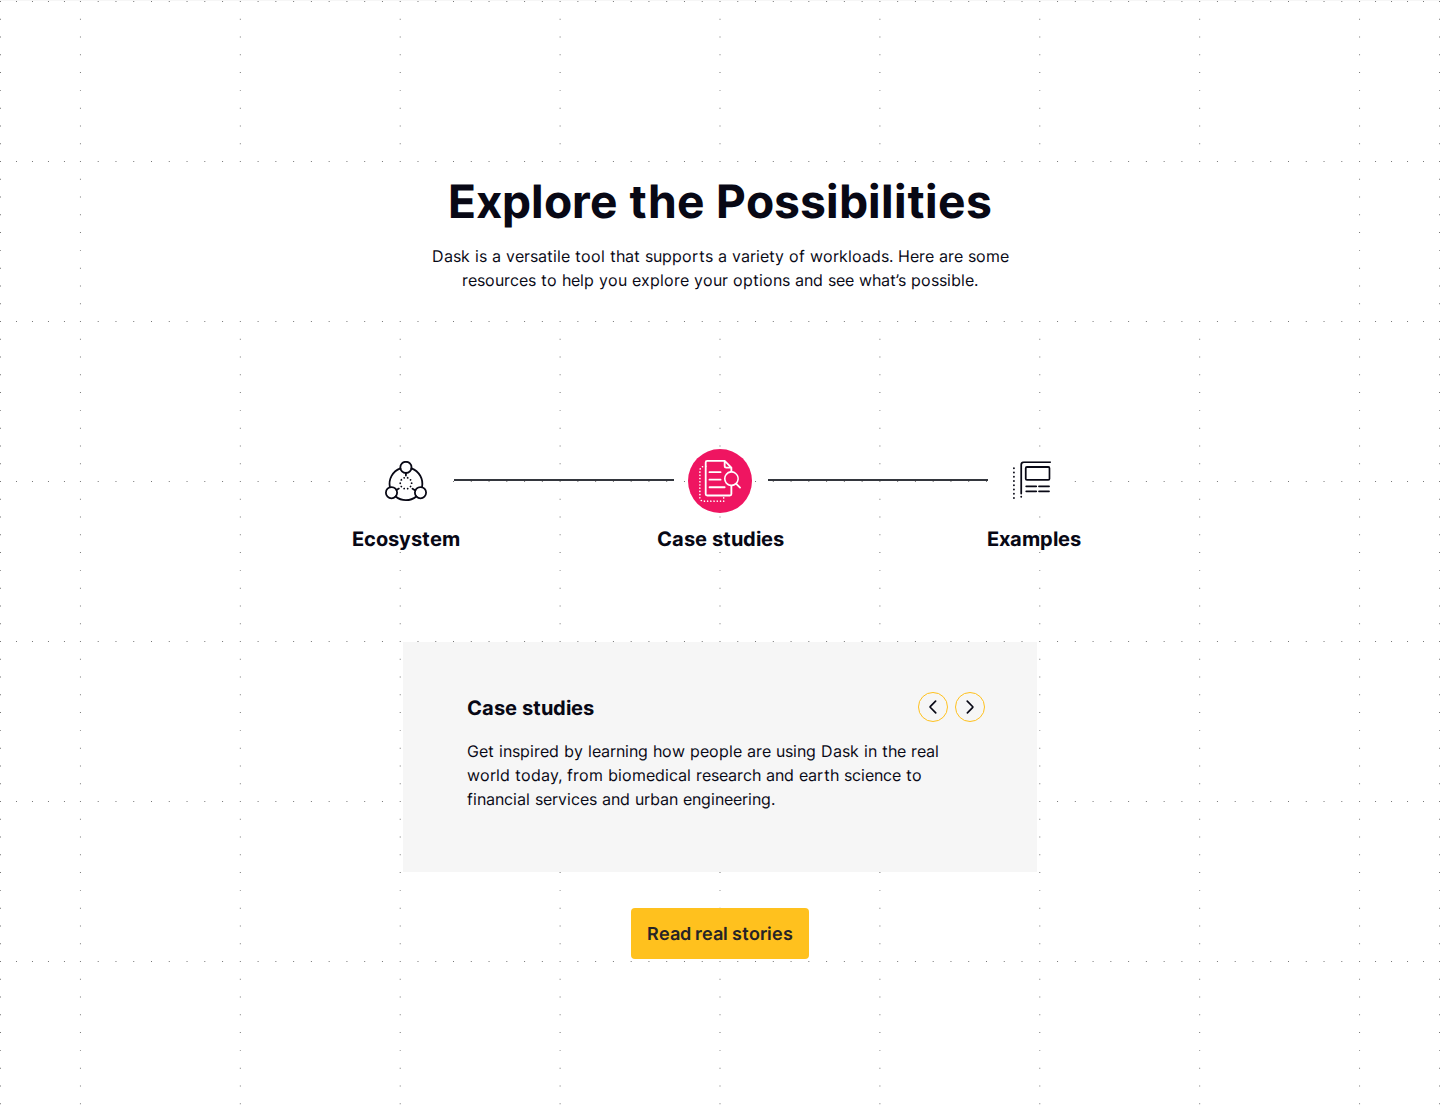 Explore the Possibilities
Dask is a versatile tool that supports a variety of workloads. Here are some
resources to help you explore your options and see what’s possible.
Ecosystem
Case studies
Examples
Case studies
Get inspired by learning how people are using Dask in the real
world today, from biomedical research and earth science to
financial services and urban engineering.
Read real stories